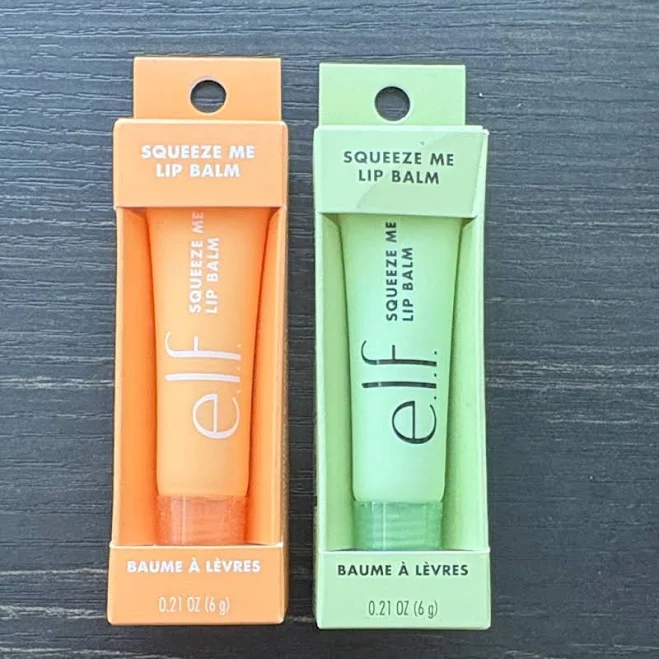 SQUEEZE ME
LIP BALM
SQUEEZE ME
LIP BALM
e.l.f.
BAUME À LÈVRES
0.21 OZ (6 g)
SQUEEZE ME
LIP BALM
SQUEEZE ME
LIP BALM
e.l.f.
BAUME À LÈVRES
0.21 OZ (6 g)